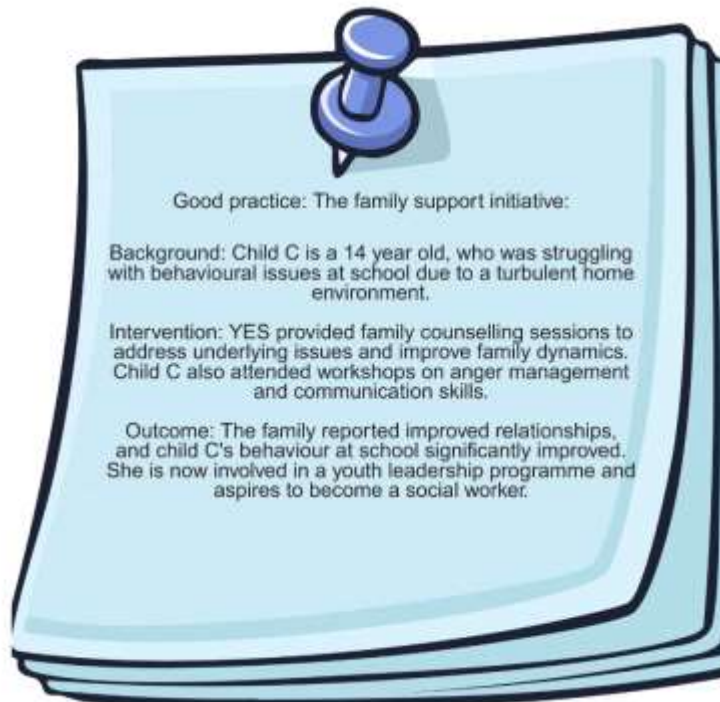 Good practice: The family support initiative:
Background: Child C is a 14 year old, who was struggling
with behavioural issues at school due to a turbulent home
environment.
Intervention: YES provided family counselling sessions to
address underlying issues and improve family dynamics.
Child C also attended workshops on anger management
and communication skills.
Outcome: The family reported improved relationships,
and child C's behaviour at school significantly improved.
She is now involved in a youth leadership programme and
aspires to become a social worker.